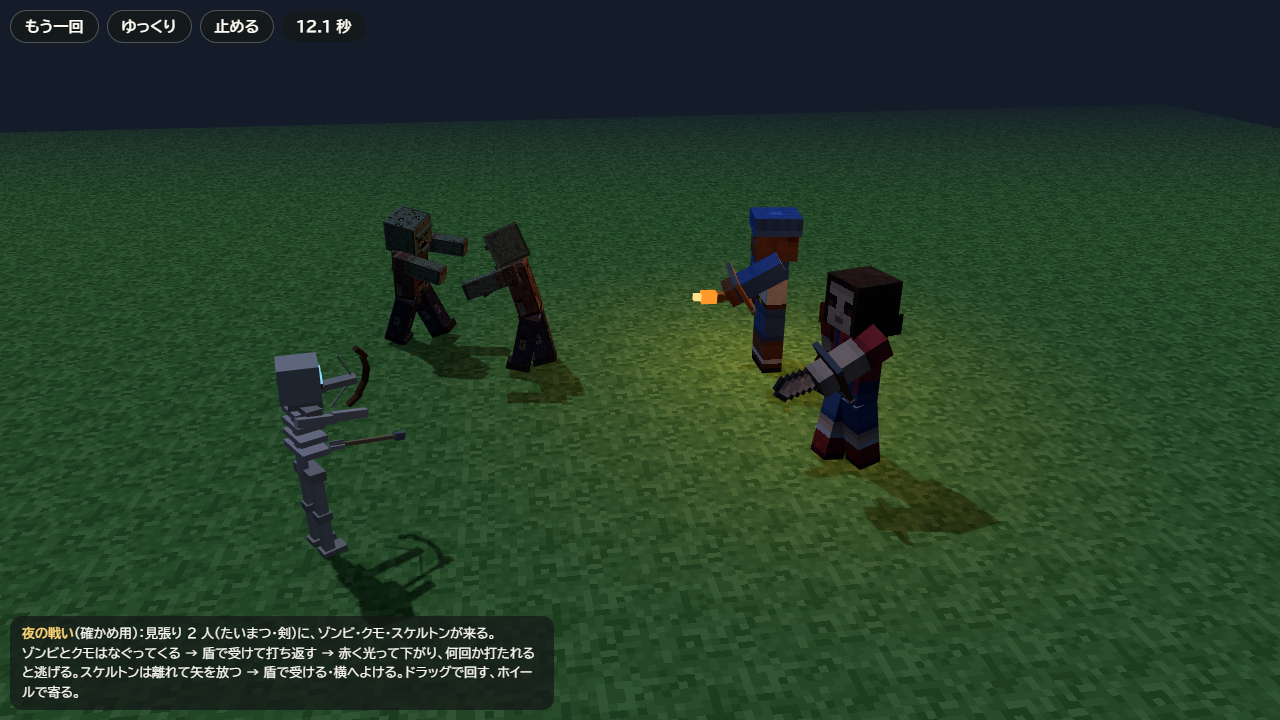 もう一回 ゆっくり 止める 12.1 秒
夜の戦い(確かめ用):見張り 2 人(たいまつ・剣)に、ゾンビ・クモ・スケルトンが来る。
ゾンビとクモはなぐってくる → 盾で受けて打ち返す → 赤く光って下がり、何回か打たれる
と逃げる。スケルトンは離れて矢を放つ → 盾で受ける・横へよける。ドラッグで回す、ホイー
ルで寄る。